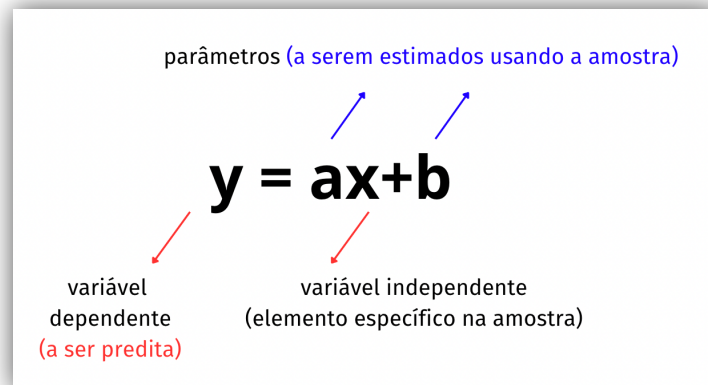 parâmetros (a serem estimados usando a amostra)
y = ax+b
variável
dependente
(a ser predita)
variável independente
(elemento específico na amostra)